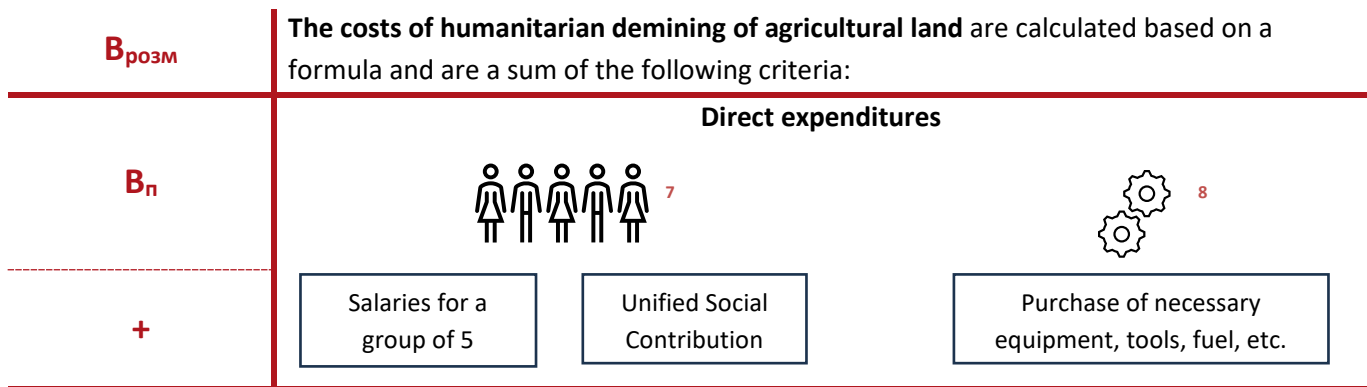 В розм
The costs of humanitarian demining of agricultural land are calculated based on a
formula and are a sum of the following criteria:
Direct expenditures
В п
7
8
+
Salaries for a
group of 5
Unified Social
Contribution
Purchase of necessary
equipment, tools, fuel, etc.